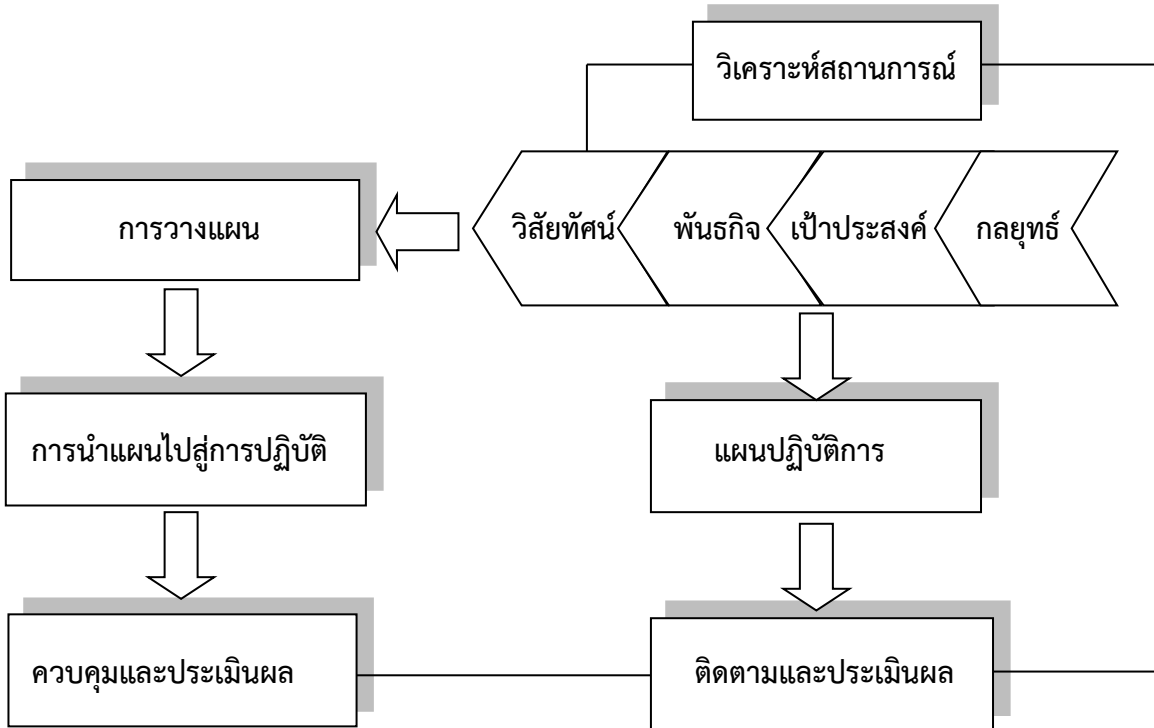 วิเคราะห์สถานการณ์
การวางแผน
วิสัยทัศน์
พันธกิจ
เป้าประสงค์
กลยุทธ์
การนำแผนไปสู่การปฏิบัติ
แผนปฏิบัติการ
ควบคุมและประเมินผล
ติดตามและประเมินผล